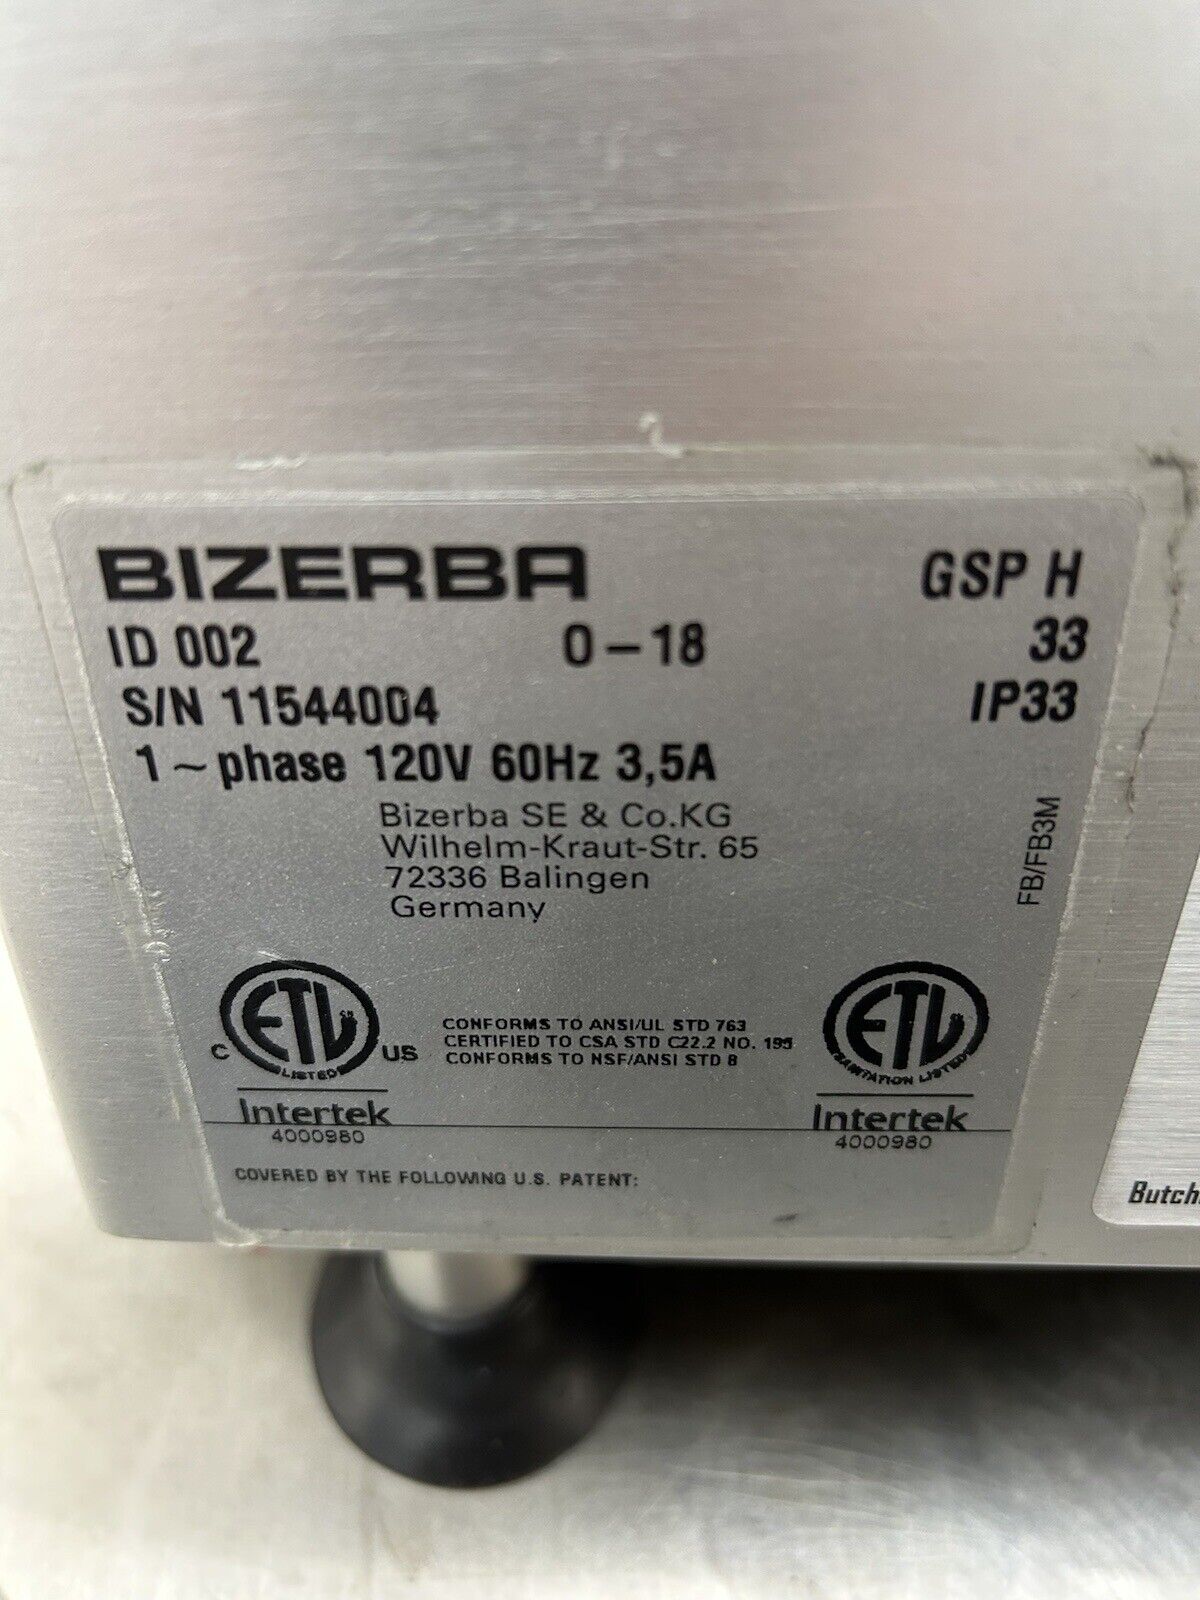 BIZERBA GSP H
ID 002 0-18 33
S/N 11544004 IP33
1 ~ phase 120V 60Hz 3,5A
Bizerba SE & Co.KG
Wilhelm-Kraut-Str. 65
72336 Balingen
Germany
FB/FB3M
ETL
LISTED
C US
Intertek
4000980
CONFORMS TO ANSI/UL STD 763
CERTIFIED TO CSA STD C22.2 NO. 195
CONFORMS TO NSF/ANSI STD 8
ETL
SANITATION LISTED
Intertek
4000980
COVERED BY THE FOLLOWING U.S. PATENT: